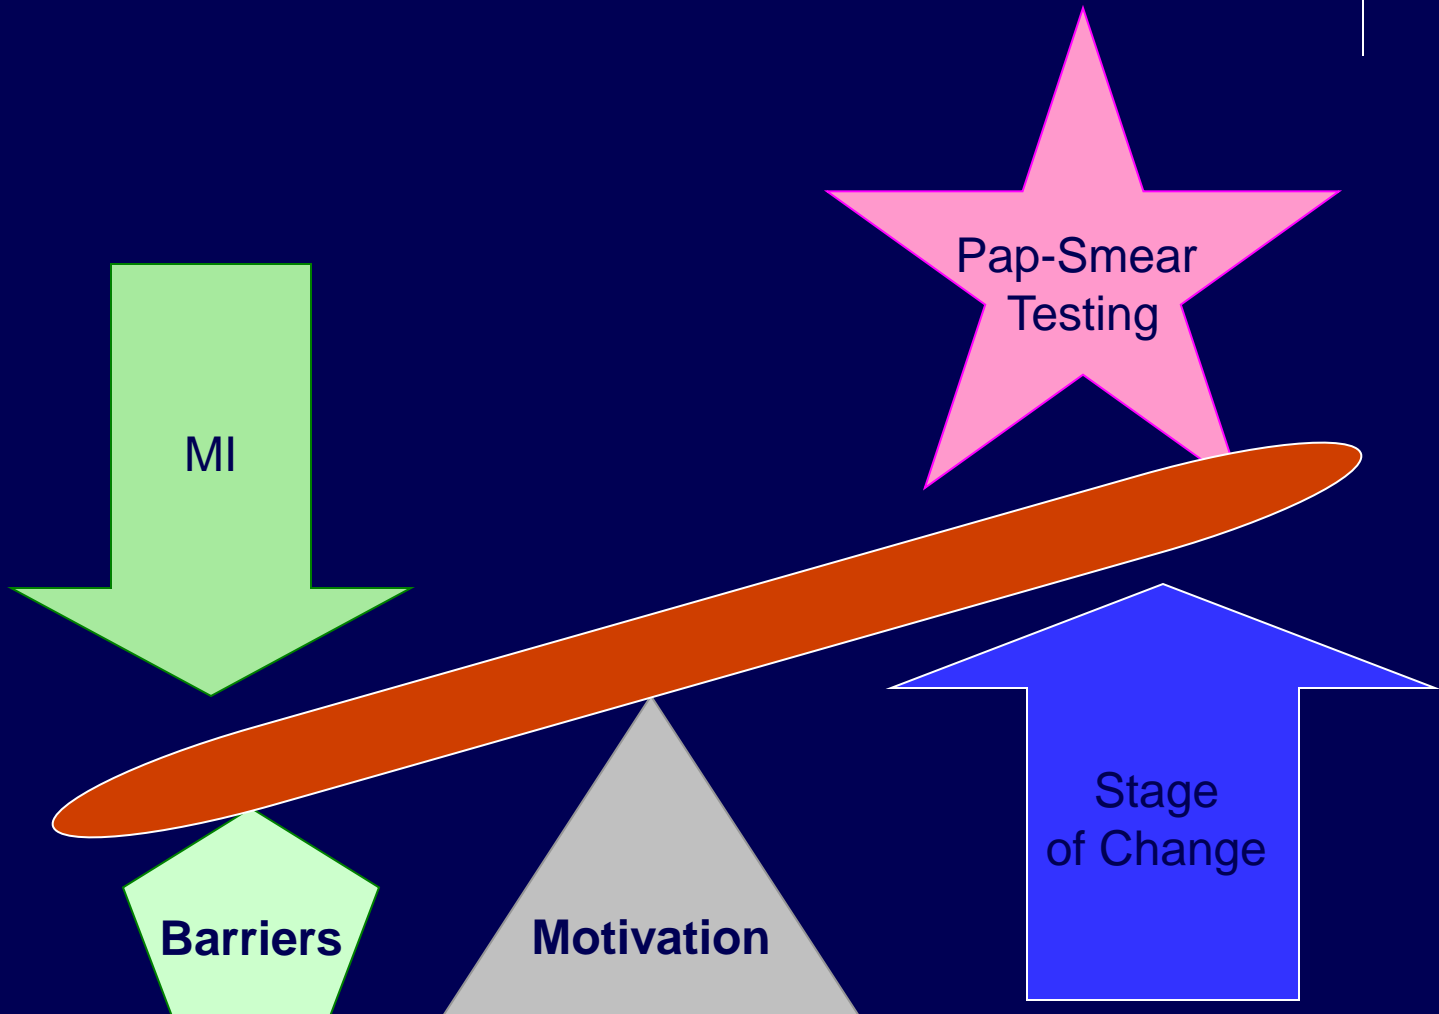 Pap-Smear
Testing
MI
Stage
of Change
Barriers
Motivation